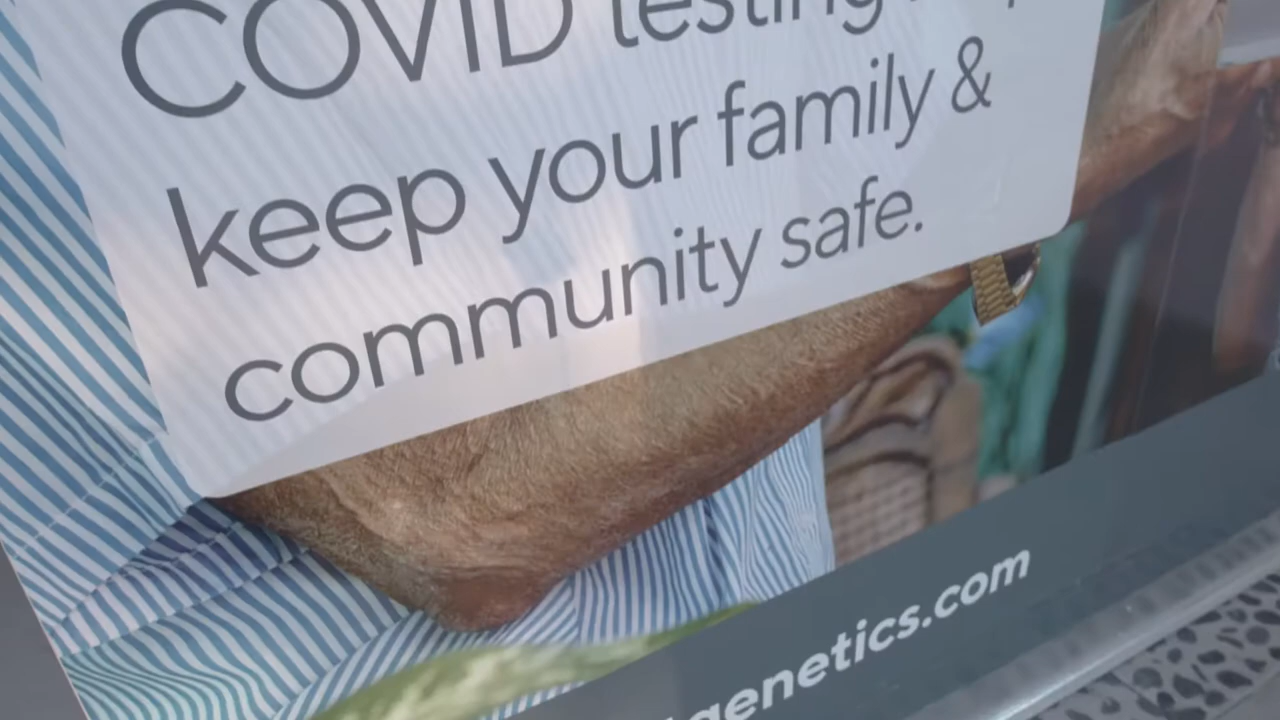 COVID testing
keep your family &
community safe.
genetics.com